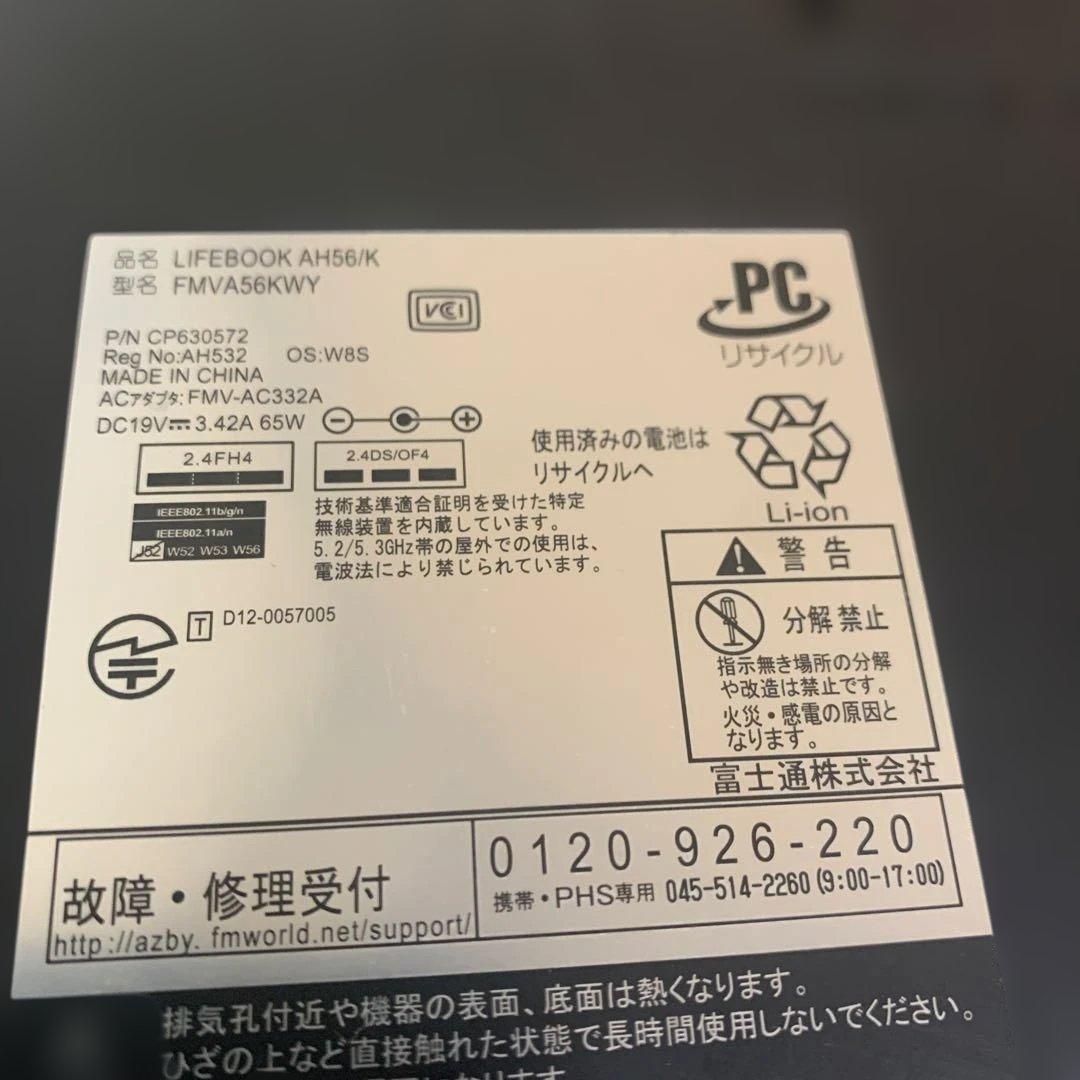 品名 LIFEBOOK AH56/K
型名 FMVA56KWY
VCCI
P/N CP630572
Reg No:AH532 OS:W8S
MADE IN CHINA
ACアダプタ: FMV-AC332A
DC19V⎓3.42A 65W
2.4FH4
2.4DS/OF4
IEEE802.11b/g/n
IEEE802.11a/n
J52 W52 W53 W56
技術基準適合証明を受けた特定
無線装置を内蔵しています。
5.2/5.3GHz帯の屋外での使用は、
電波法により禁じられています。
T D12-0057005
PC
リサイクル
使用済みの電池は
リサイクルへ
Li-ion
警告
分解禁止
指示無き場所の分解
や改造は禁止です。
火災・感電の原因と
なります。
富士通株式会社
故障・修理受付
http://azby.fmworld.net/support/
0120-926-220
携帯・PHS専用 045-514-2260 (9:00-17:00)
排気孔付近や機器の表面、底面は熱くなります。
ひざの上など直接触れた状態で長時間使用しないでください。